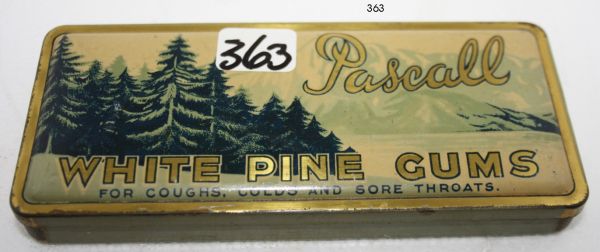 363
363
Pascall
WHITE PINE GUMS
FOR COUGHS, COLDS AND SORE THROATS.